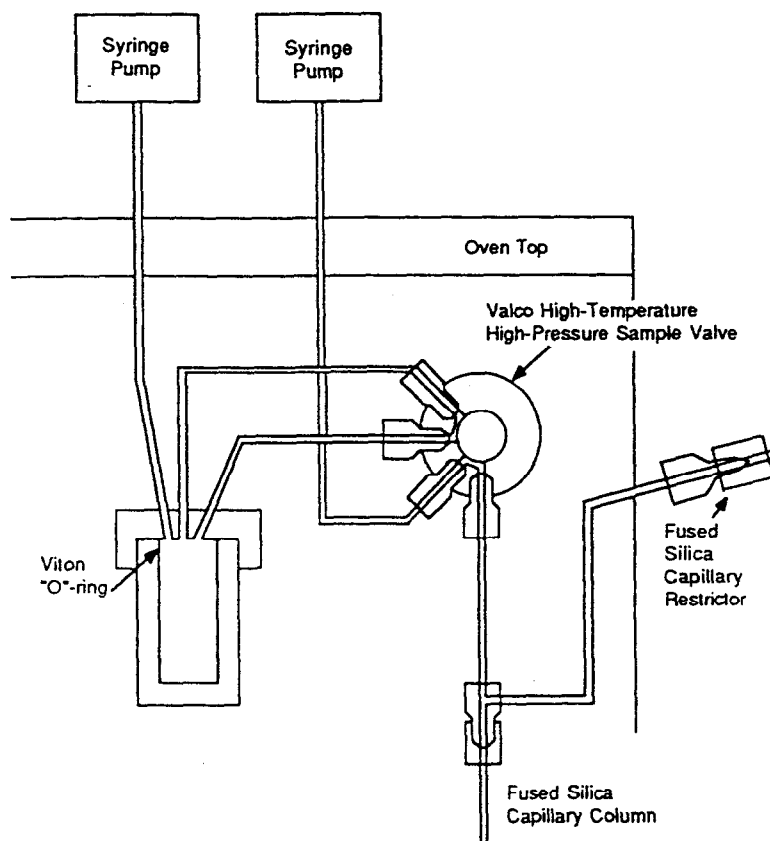 Syringe
Pump
Syringe
Pump
Oven Top
Valco High-Temperature
High-Pressure Sample Valve
Viton
"O"-ring
Fused
Silica
Capillary
Restrictor
Fused Silica
Capillary Column